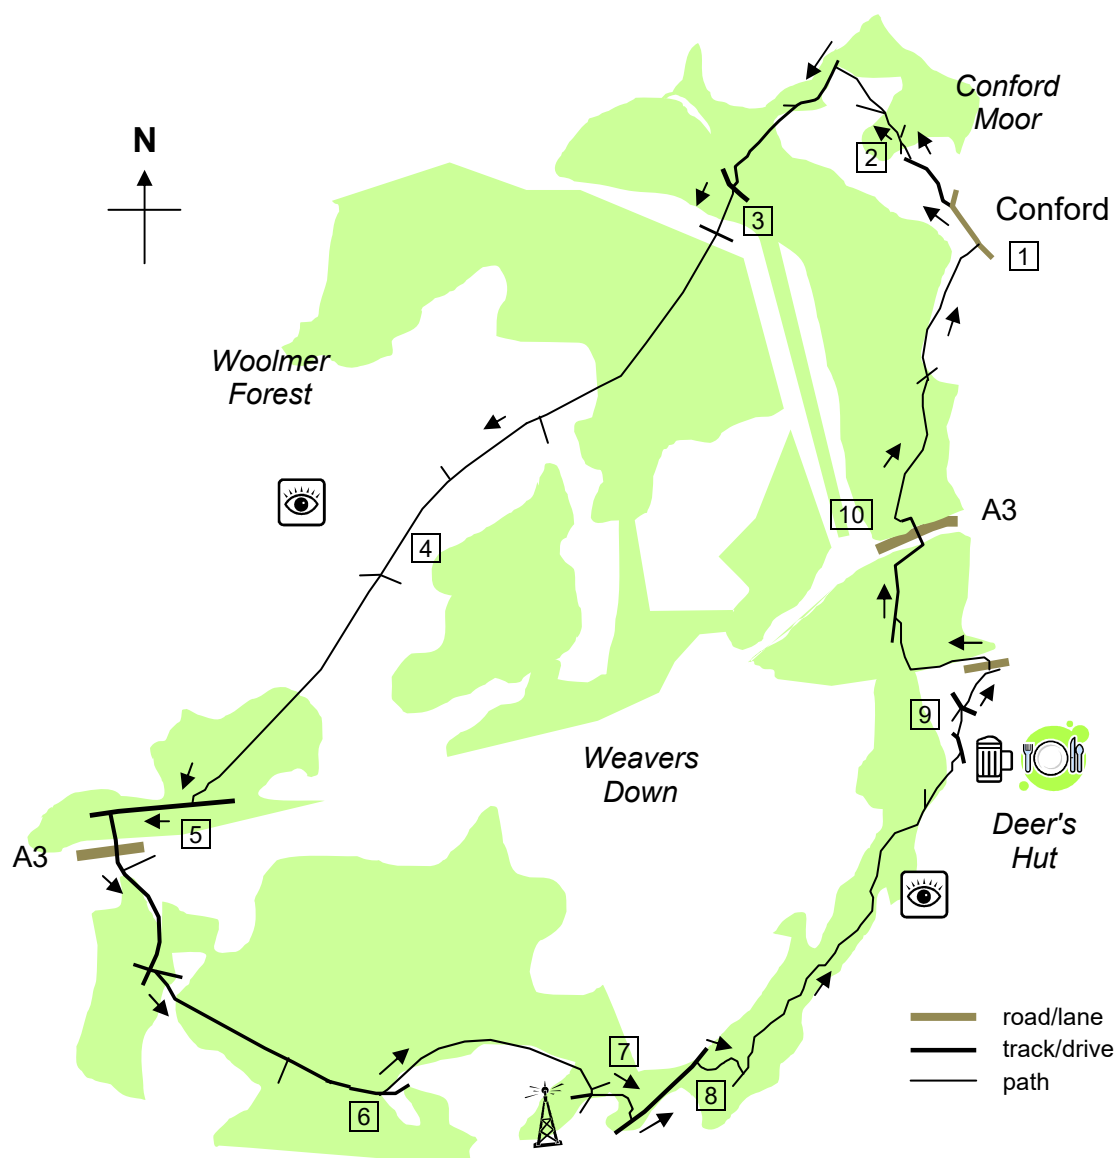 Conford
Moor
N
2
Conford
3
1
Woolmer
Forest
10
A3
4
9
Weavers
Down
Deer's
Hut
5
A3
road/lane
7
track/drive
8
path
6